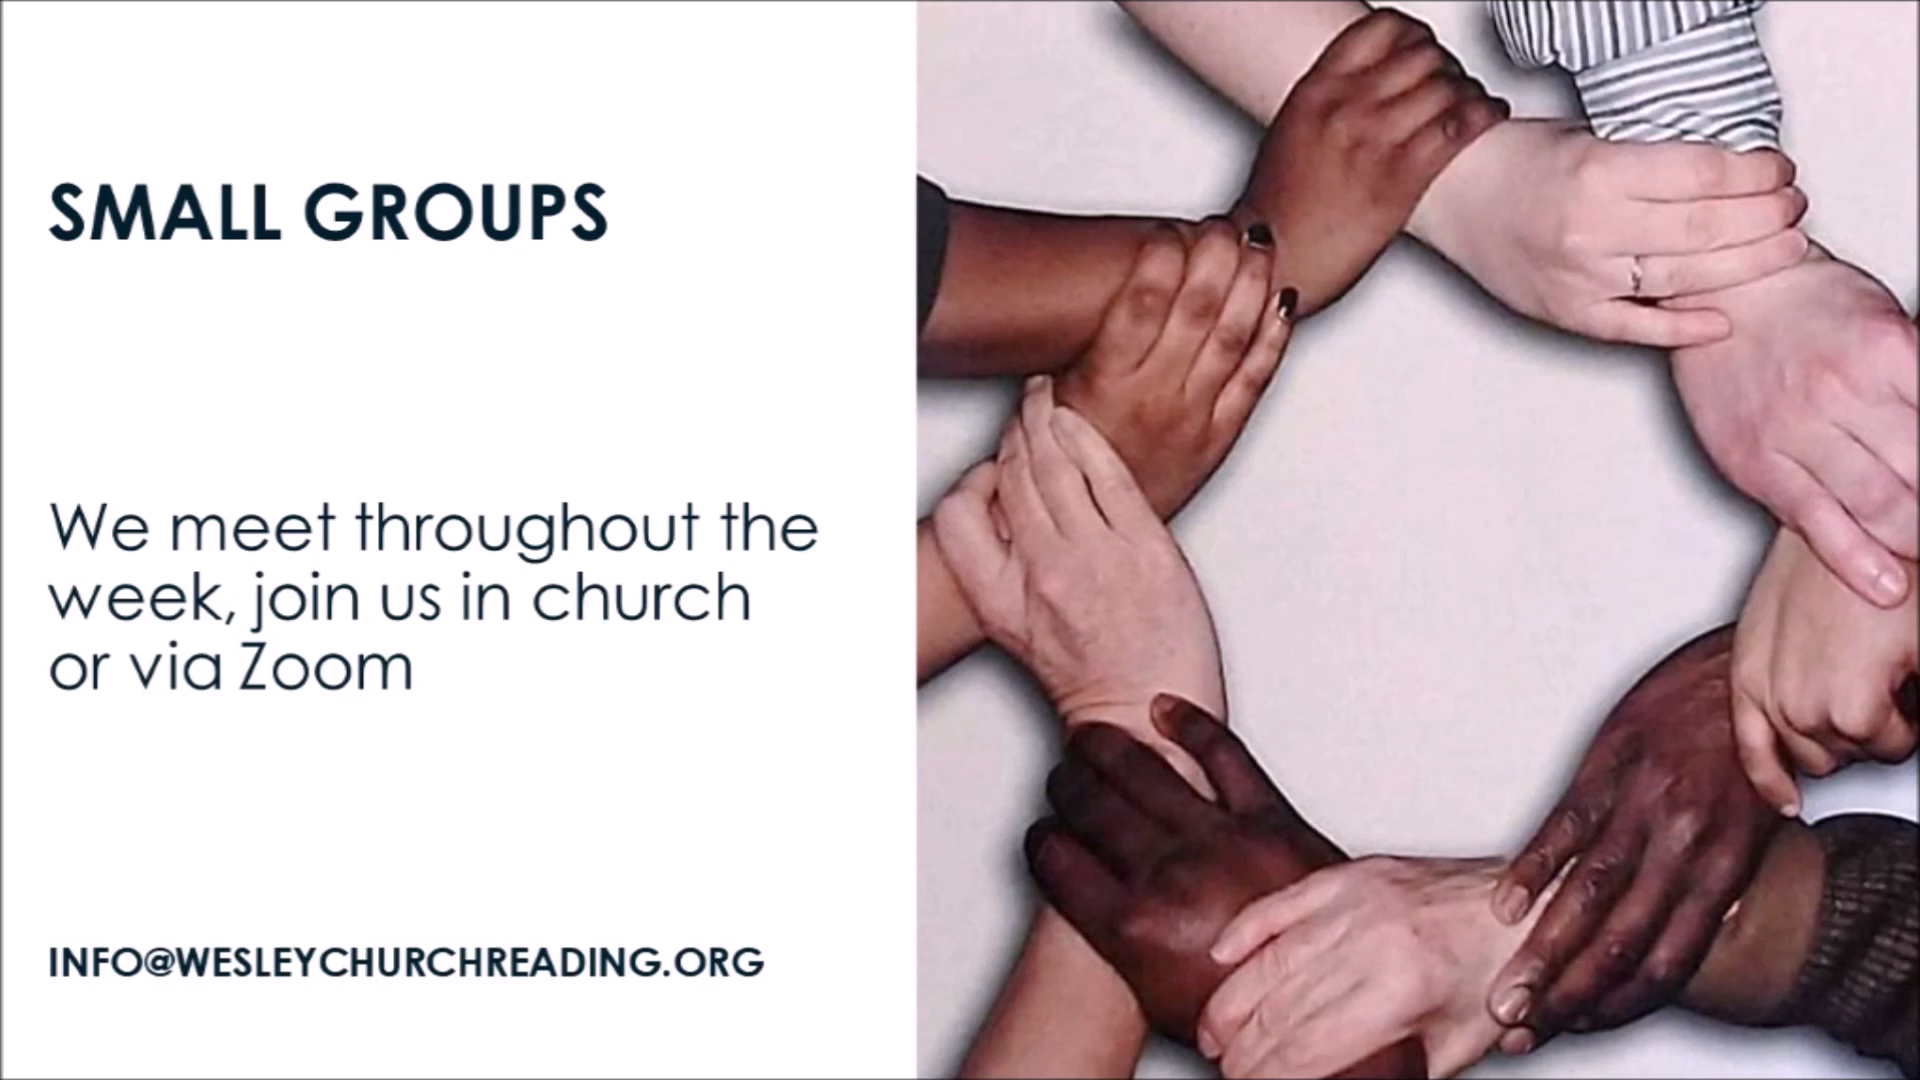 SMALL GROUPS
We meet throughout the
week, join us in church
or via Zoom
INFO@WESLEYCHURCHREADING.ORG